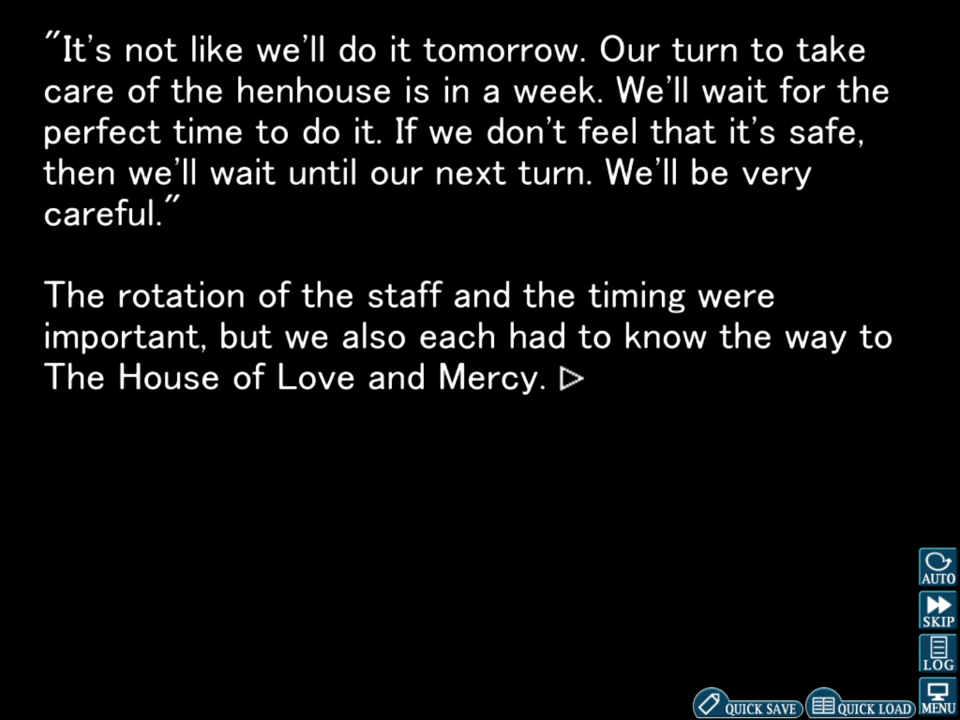 "It's not like we'll do it tomorrow. Our turn to take
care of the henhouse is in a week. We'll wait for the
perfect time to do it. If we don't feel that it's safe,
then we'll wait until our next turn. We'll be very
careful."
The rotation of the staff and the timing were
important, but we also each had to know the way to
The House of Love and Mercy.
AUTO
SKIP
LOG
QUICK SAVE
QUICK LOAD
MENU